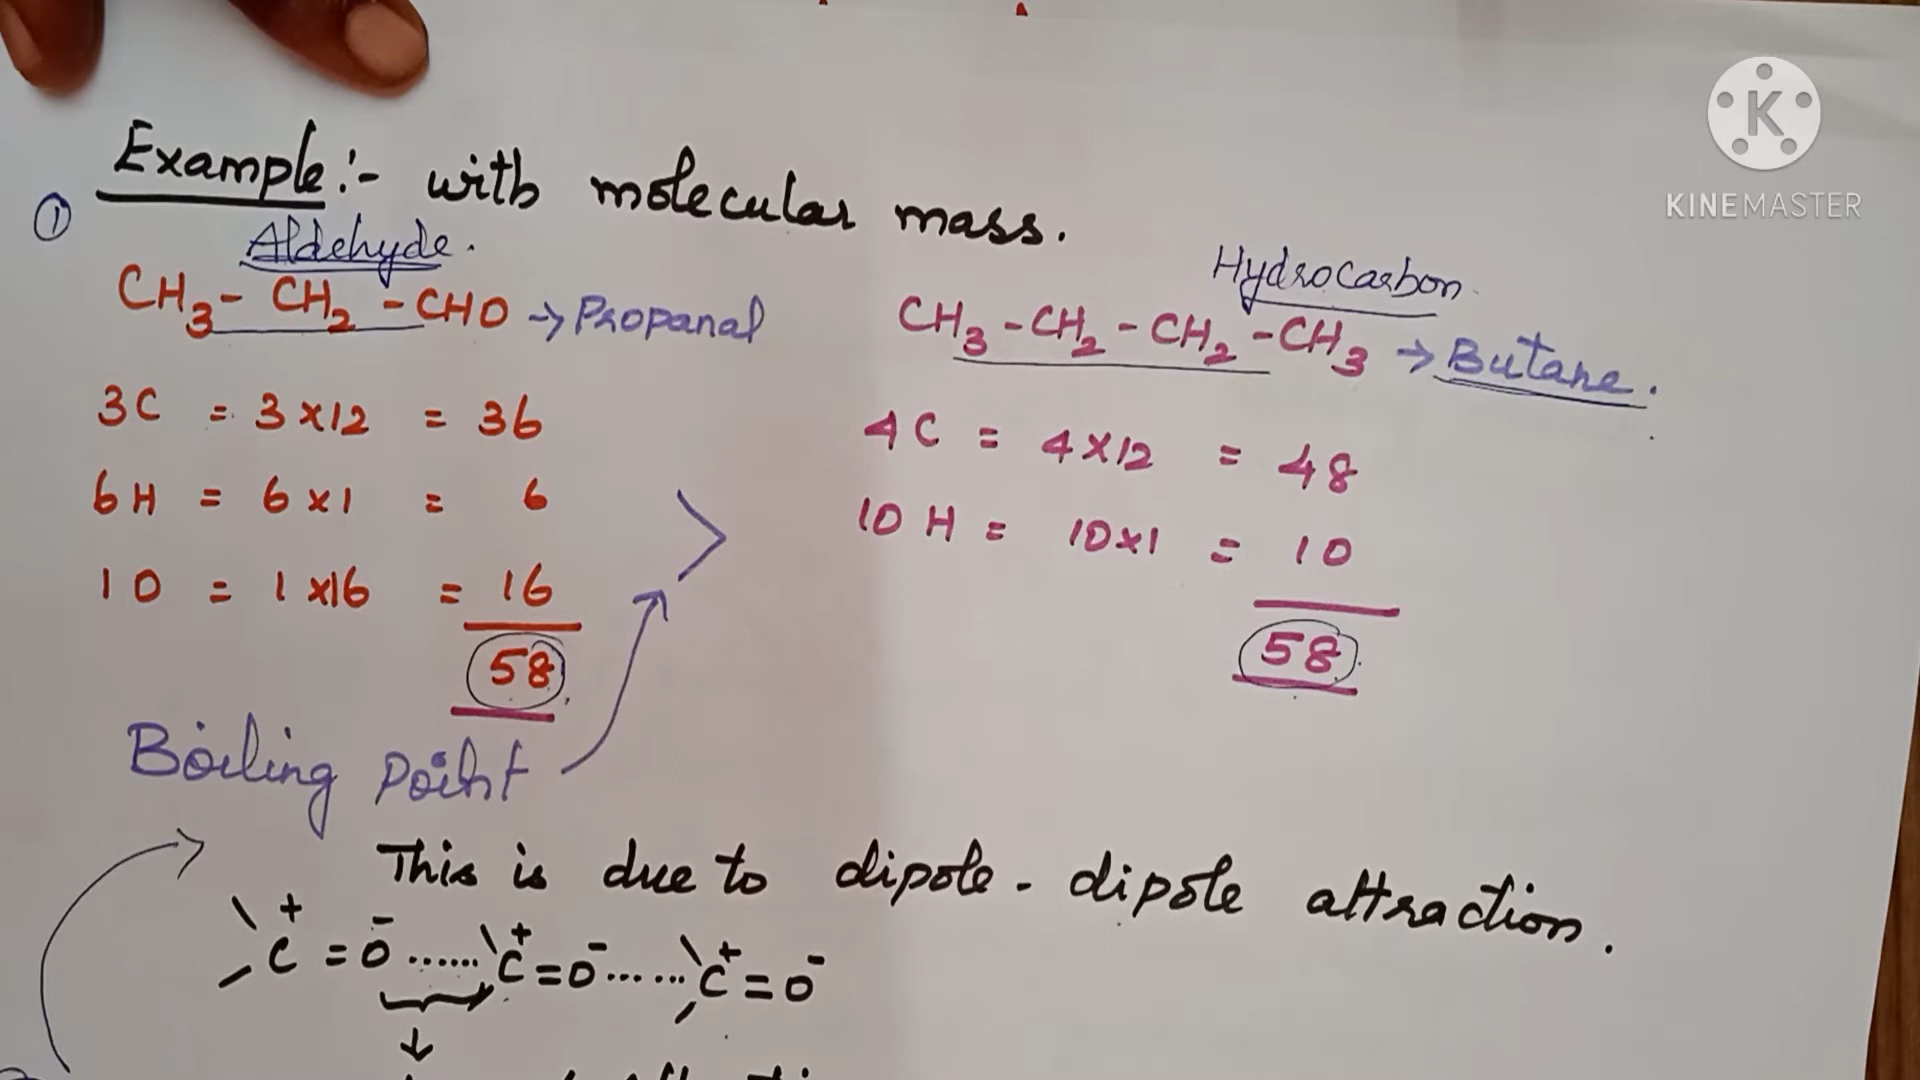 KINEMASTER
Example:- with molecular mass.
①
Aldehyde.
CH₃ - CH₂ - CHO → Propanal
3C = 3×12 = 36
6H = 6×1 = 6
1O = 1×16 = 16
58
Hydrocarbon
CH₃ - CH₂ - CH₂ - CH₃ → Butane.
4C = 4×12 = 48
10H = 10×1 = 10
58
>
Boiling point
This is due to dipole - dipole attraction.
C⁺ = O⁻ ...... C⁺ = O⁻ ...... C⁺ = O⁻